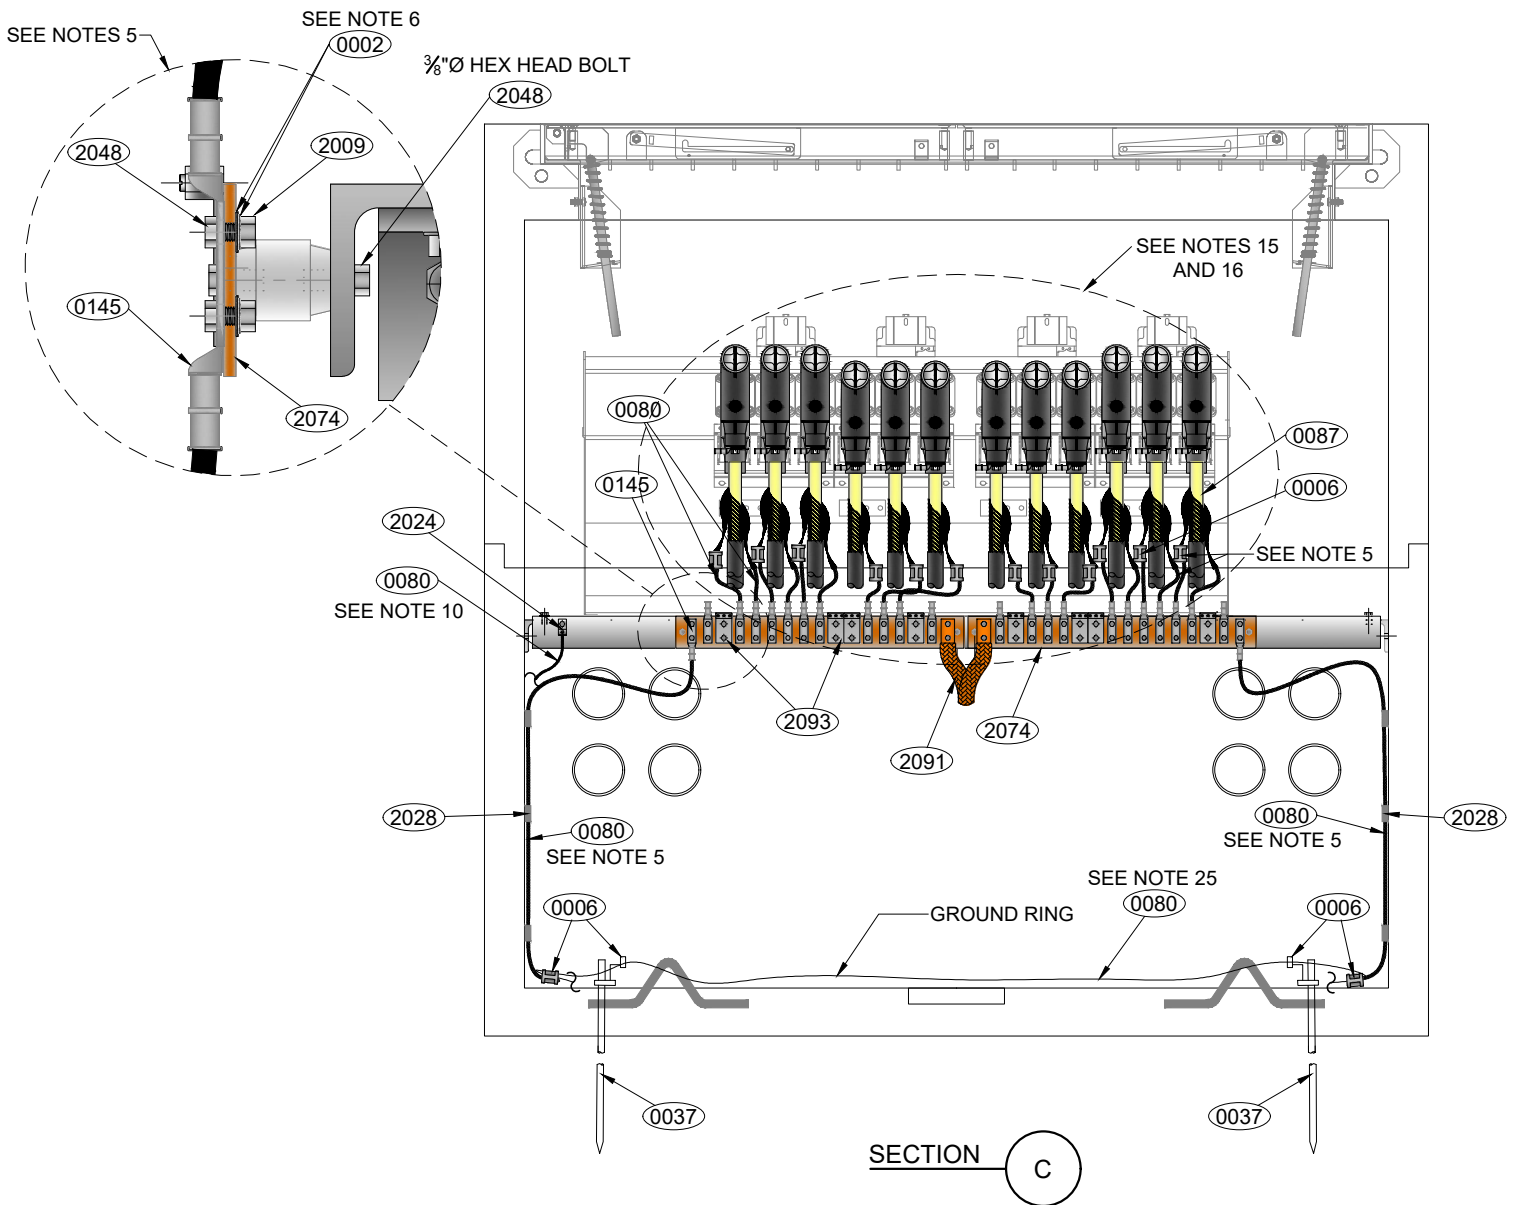 SEE NOTES 5
SEE NOTE 6
0002
⅜"Ø HEX HEAD BOLT
2048
2048
2009
0145
2074
SEE NOTES 15
AND 16
0080
0145
0087
0006
SEE NOTE 5
2024
0080
SEE NOTE 10
2093
2091
2074
2028
0080
SEE NOTE 5
0080
SEE NOTE 5
2028
0006
GROUND RING
SEE NOTE 25
0080
0006
0037
0037
SECTION
C